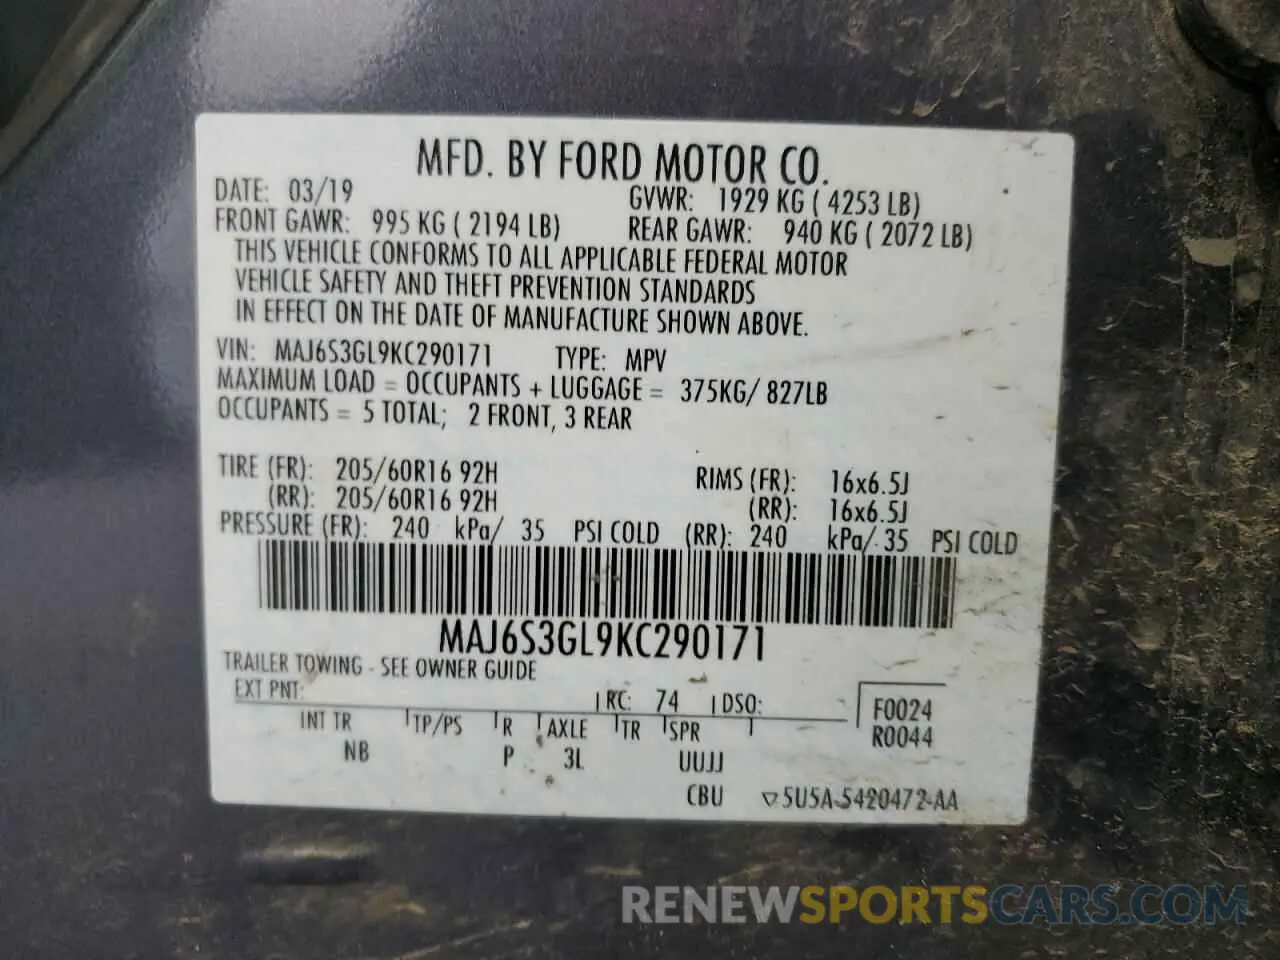 MFD. BY FORD MOTOR CO.
DATE: 03/19 GVWR: 1929 KG ( 4253 LB)
FRONT GAWR: 995 KG ( 2194 LB) REAR GAWR: 940 KG ( 2072 LB)
THIS VEHICLE CONFORMS TO ALL APPLICABLE FEDERAL MOTOR
VEHICLE SAFETY AND THEFT PREVENTION STANDARDS
IN EFFECT ON THE DATE OF MANUFACTURE SHOWN ABOVE.
VIN: MAJ6S3GL9KC290171 TYPE: MPV
MAXIMUM LOAD = OCCUPANTS + LUGGAGE = 375KG/ 827LB
OCCUPANTS = 5 TOTAL; 2 FRONT, 3 REAR
TIRE (FR): 205/60R16 92H RIMS (FR): 16x6.5J
(RR): 205/60R16 92H (RR): 16x6.5J
PRESSURE (FR): 240 kPa/ 35 PSI COLD (RR): 240 kPa/ 35 PSI COLD
MAJ6S3GL9KC290171
TRAILER TOWING - SEE OWNER GUIDE
EXT PNT: RC: 74 DSO: F0024
INT TR TP/PS R AXLE TR SPR R0044
NB P 3L UUJJ
CBU ▽5U5A-5420472-AA
RENEWSPORTSCARS.COM